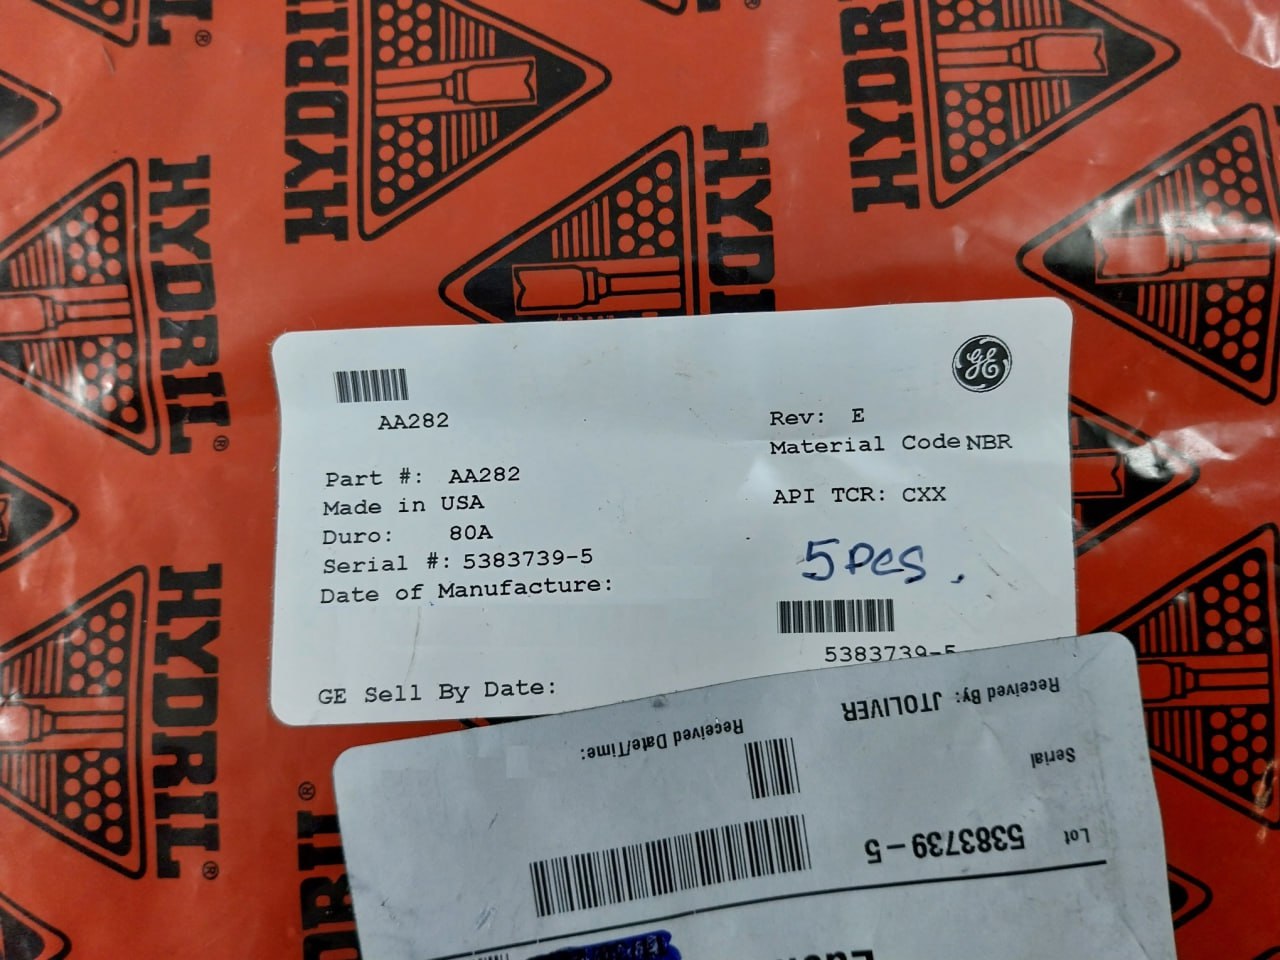 HYDRIL
HYDRIL
HYDRIL®
HYDRIL
GE
AA282
Rev: E
Material Code NBR
Part #: AA282
Made in USA
API TCR: CXX
Duro: 80A
Serial #: 5383739-5
5 pcs.
Date of Manufacture:
5383739-5
GE Sell By Date:
HYDRIL®
Received By: JTOLIVER
Received Date/Time:
Serial
Lot 5383739-5